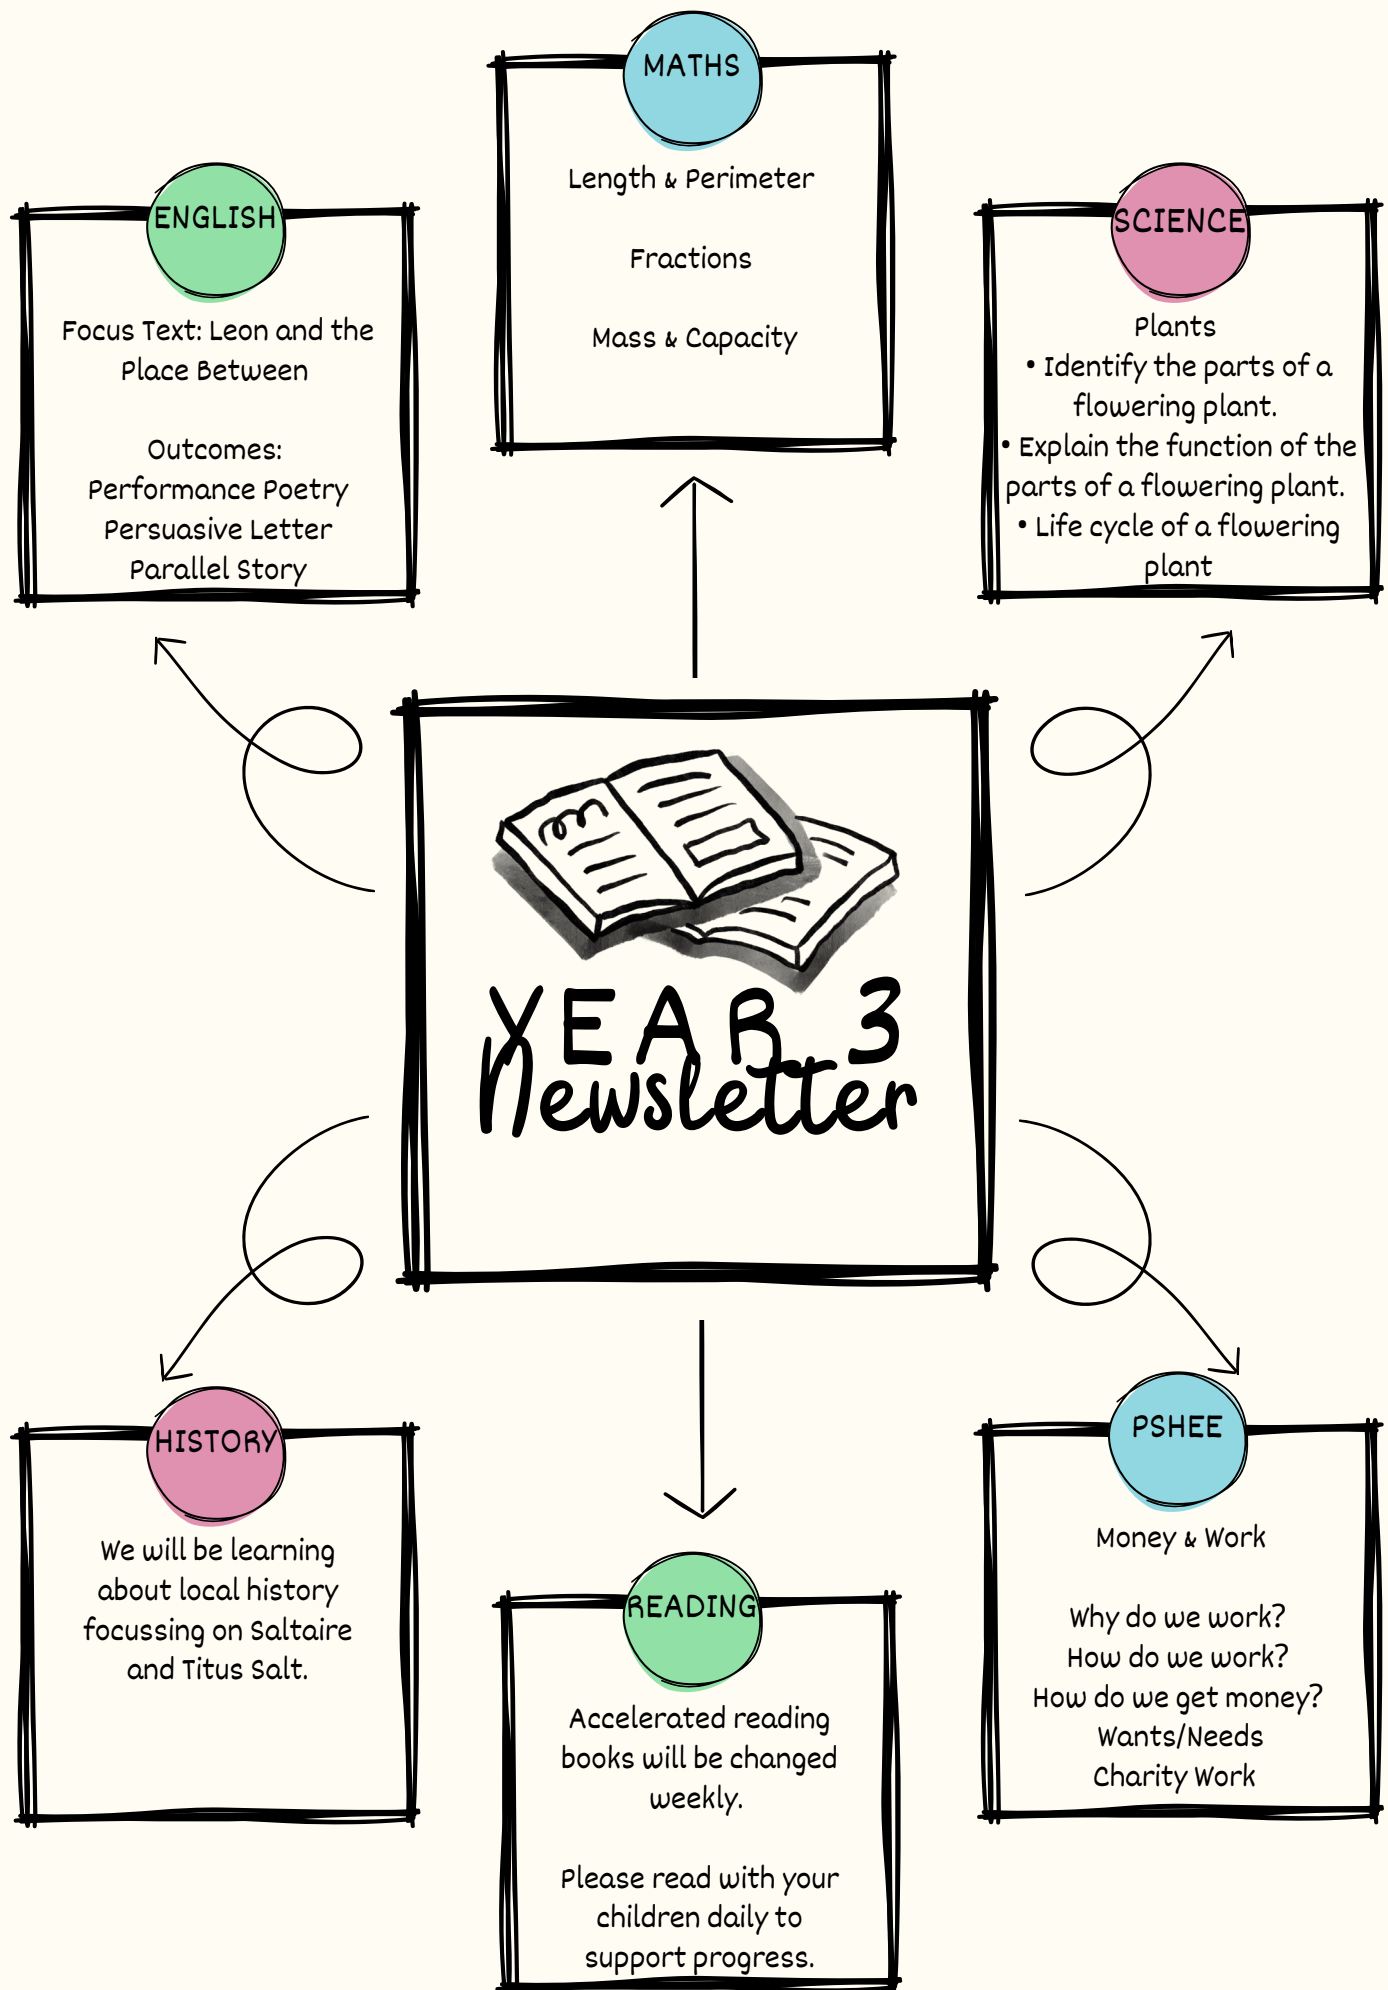 MATHS
Length & Perimeter
Fractions
Mass & Capacity
ENGLISH
Focus Text: Leon and the
Place Between
Outcomes:
Performance Poetry
Persuasive Letter
Parallel Story
SCIENCE
Plants
• Identify the parts of a
flowering plant.
• Explain the function of the
parts of a flowering plant.
• Life cycle of a flowering
plant
YEAR 3
Newsletter
HISTORY
We will be learning
about local history
focussing on Saltaire
and Titus Salt.
READING
Accelerated reading
books will be changed
weekly.
Please read with your
children daily to
support progress.
PSHEE
Money & Work
Why do we work?
How do we work?
How do we get money?
Wants/Needs
Charity Work